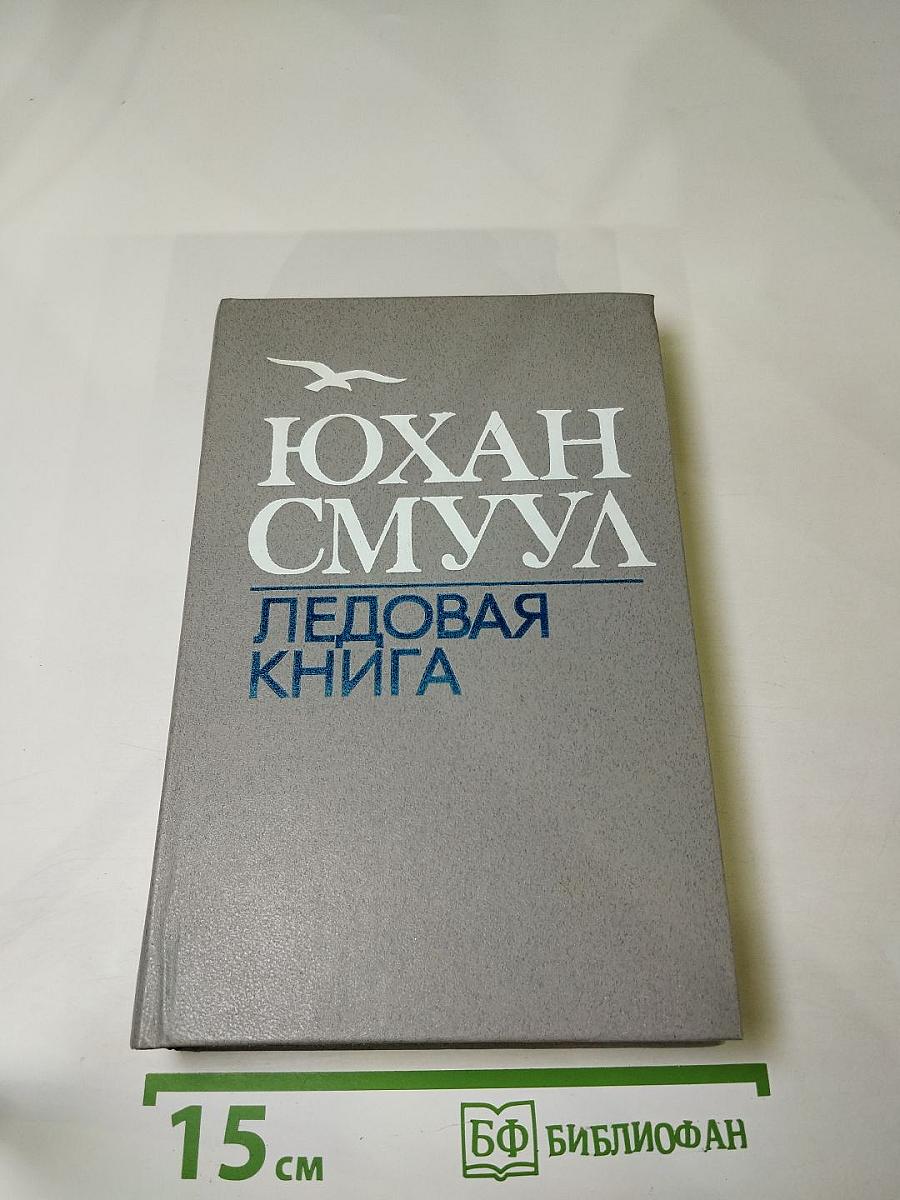 ЮХАН
СМУУЛ
ЛЕДОВАЯ
КНИГА
15 см
БФ БИБЛИОФАН